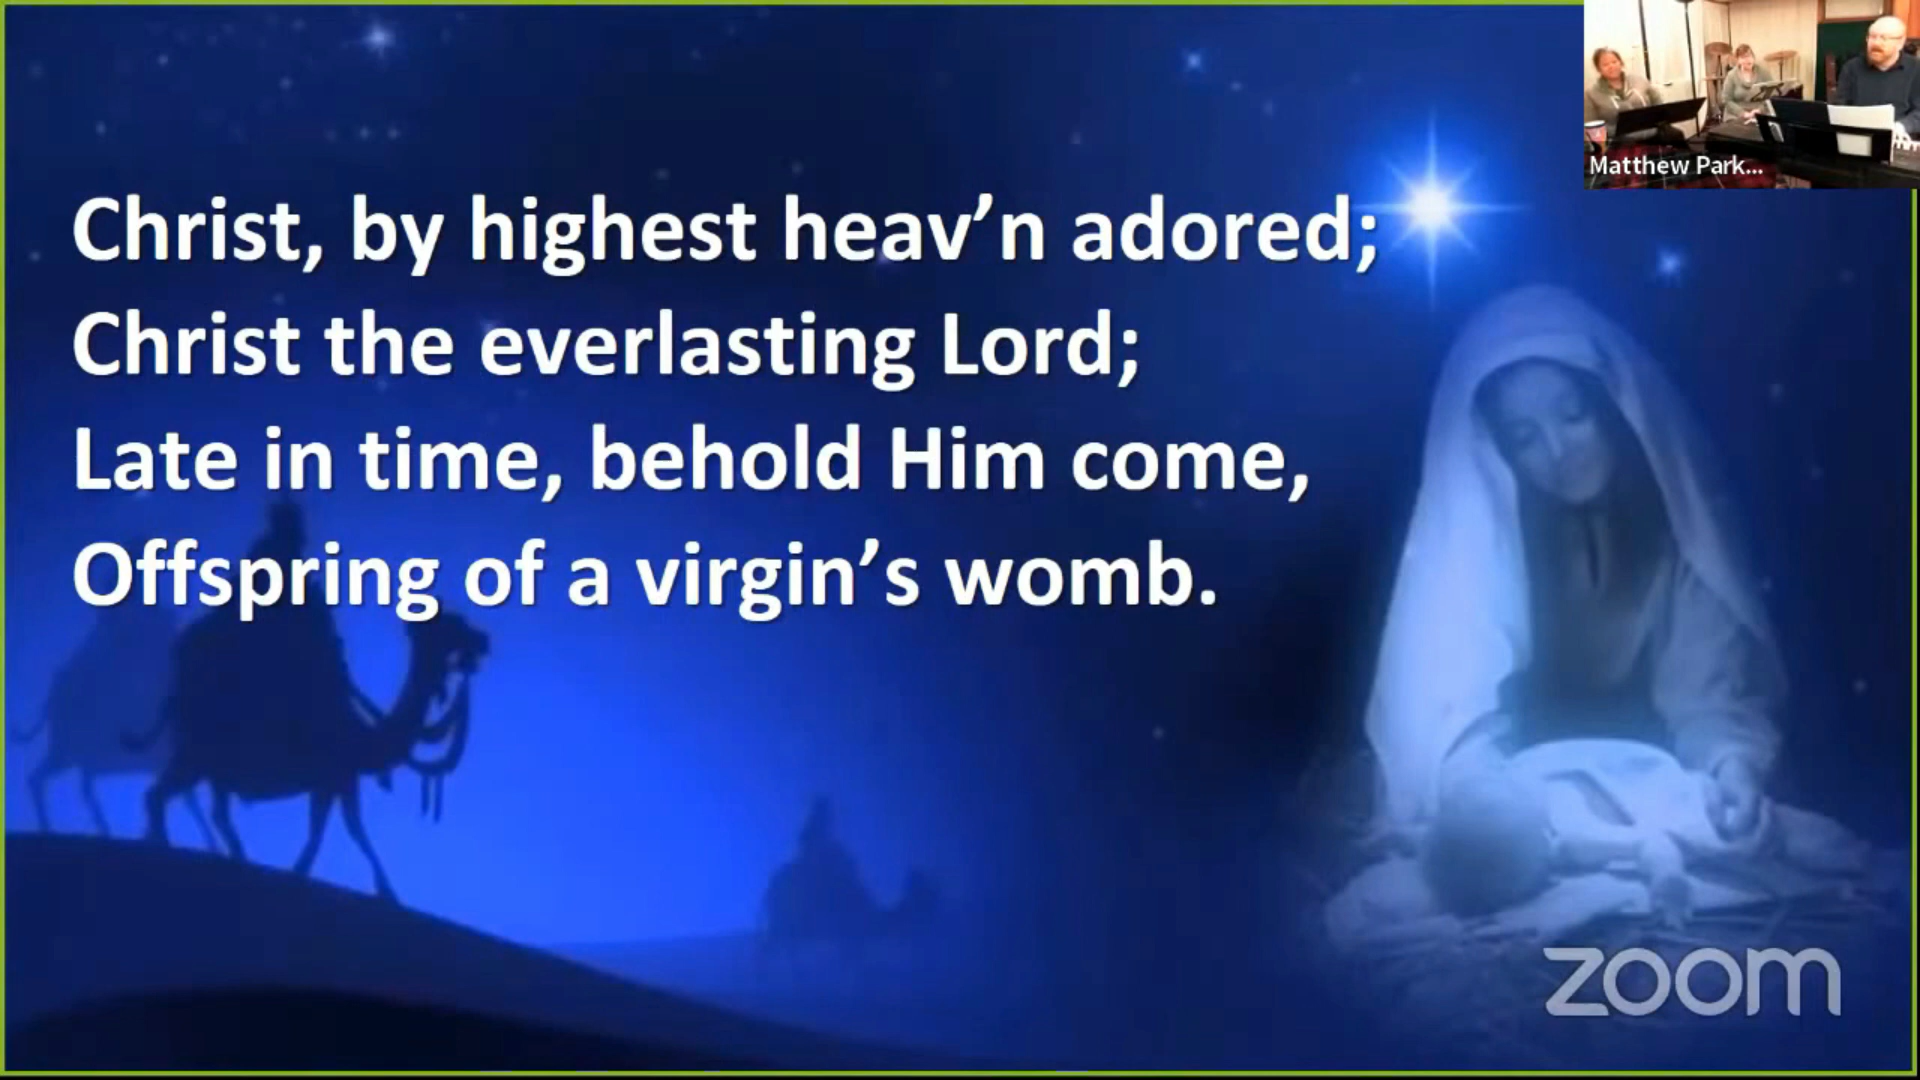 Christ, by highest heav’n adored;
Christ the everlasting Lord;
Late in time, behold Him come,
Offspring of a virgin’s womb.
Matthew Park...
zoom